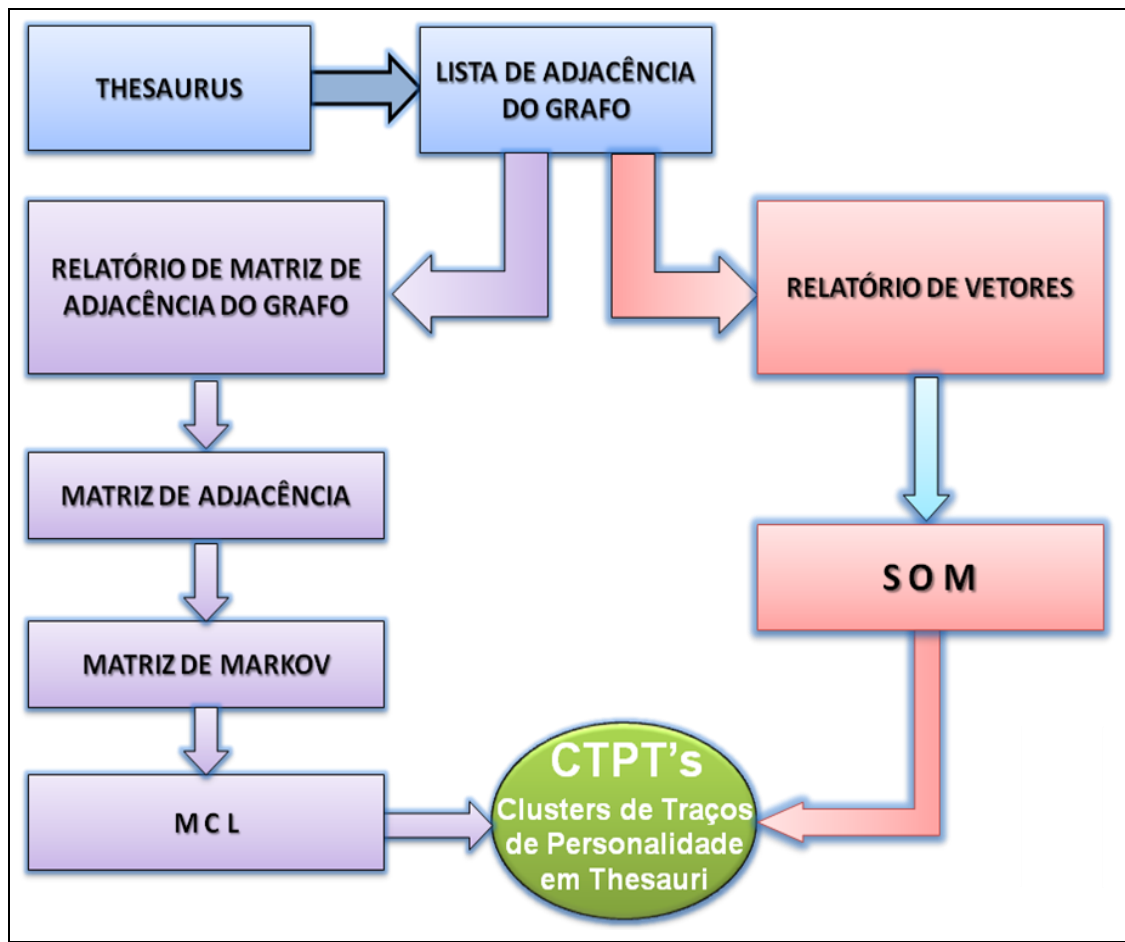 THESAURUS
LISTA DE ADJACÊNCIA
DO GRAFO
RELATÓRIO DE MATRIZ DE
ADJACÊNCIA DO GRAFO
RELATÓRIO DE VETORES
MATRIZ DE ADJACÊNCIA
S O M
MATRIZ DE MARKOV
M C L
CTPT's
Clusters de Traços
de Personalidade
em Thesauri